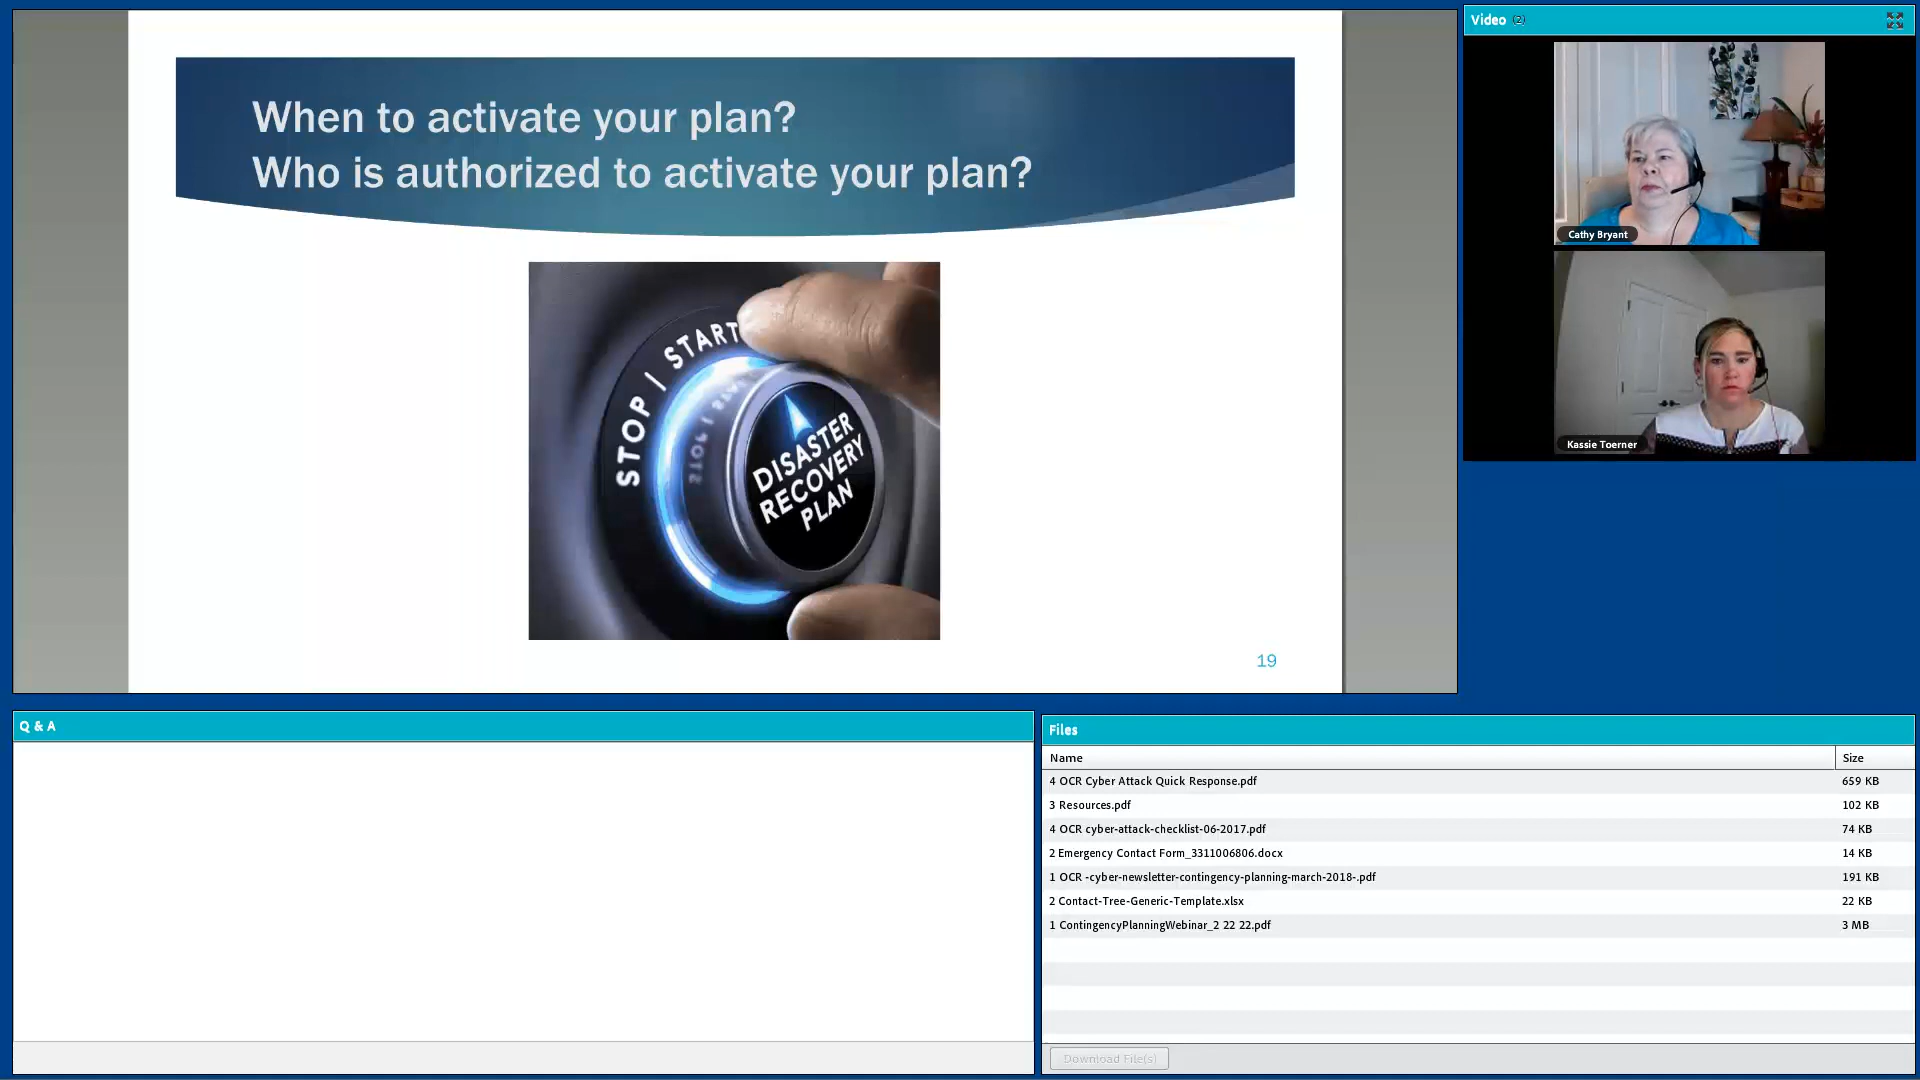 When to activate your plan?
Who is authorized to activate your plan?
STOP | START
DISASTER
RECOVERY
PLAN
19
Video (2)
Cathy Bryant
Kassie Toerner
Q & A
Files
Name Size
4 OCR Cyber Attack Quick Response.pdf 659 KB
3 Resources.pdf 102 KB
4 OCR cyber-attack-checklist-06-2017.pdf 74 KB
2 Emergency Contact Form_3311006806.docx 14 KB
1 OCR -cyber-newsletter-contingency-planning-march-2018-.pdf 191 KB
2 Contact-Tree-Generic-Template.xlsx 22 KB
1 ContingencyPlanningWebinar_2 22 22.pdf 3 MB
Download File(s)